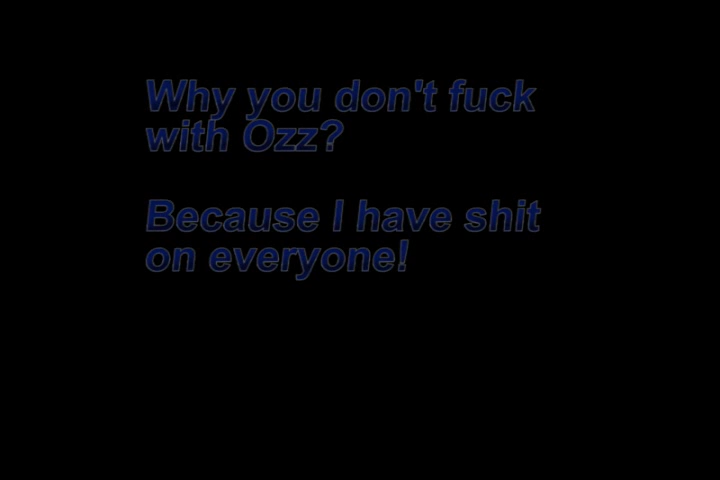 Why you don't fuck
with Ozz?
Because I have shit
on everyone!